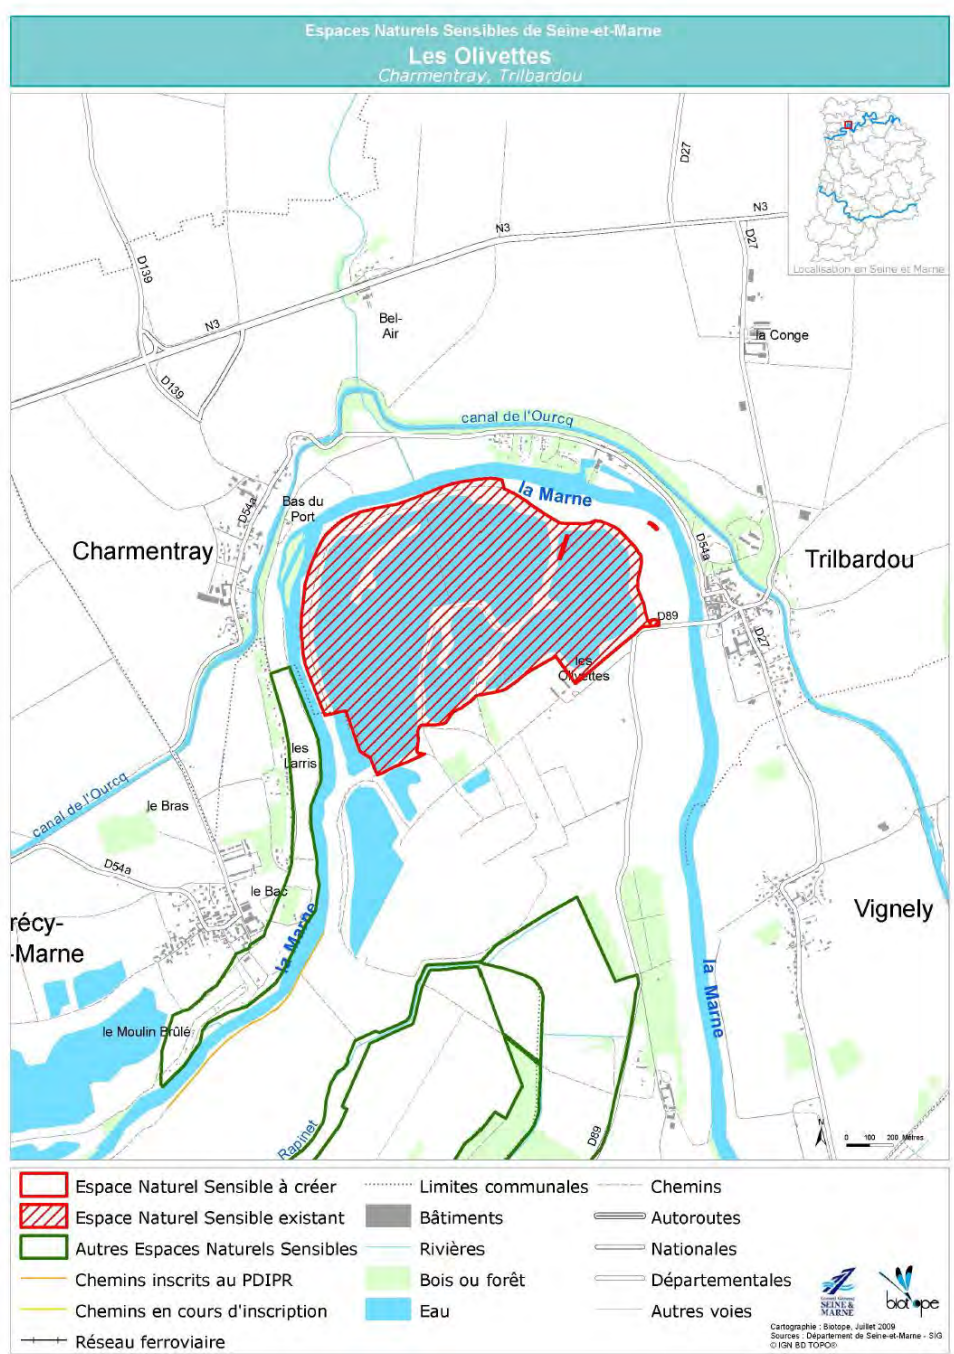 Espaces Naturels Sensibles de Seine-et-Marne
Les Olivettes
Charmentray, Trilbardou
D27
N3
N3
D27
D139
Localisation en Seine et Marne
N3
Bel-
Air
la Conge
D139
canal de l'Ourcq
la Marne
Bas du
Port
D54a
Charmentray
D54a
Trilbardou
D89
D27
les
Olivettes
les
Larris
canal de l'Ourcq
le Bras
D54a
le Bac
récy-
-Marne
la Marne
Vignely
la Marne
le Moulin Brûlé
Rapinet
D89
N
0 100 200 Mètres
Espace Naturel Sensible à créer
Espace Naturel Sensible existant
Autres Espaces Naturels Sensibles
Chemins inscrits au PDIPR
Chemins en cours d'inscription
Réseau ferroviaire
Limites communales
Bâtiments
Rivières
Bois ou forêt
Eau
Chemins
Autoroutes
Nationales
Départementales
Autres voies
SEINE &
MARNE
biotope
Cartographie : Biotope, Juillet 2009
Sources : Département de Seine-et-Marne - SIG
© IGN BD TOPO®